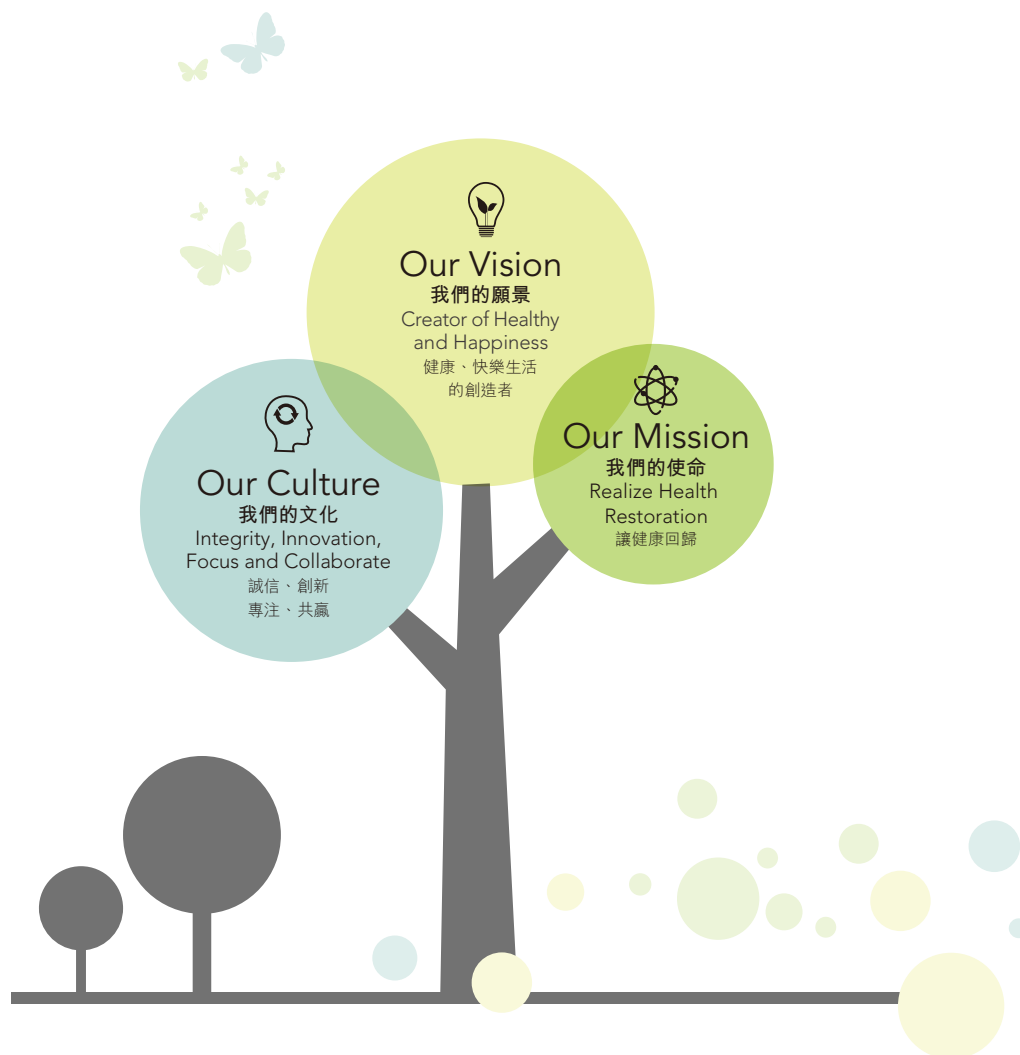 Our Vision
我們的願景
Creator of Healthy
and Happiness
健康、快樂生活
的創造者
Our Mission
我們的使命
Realize Health
Restoration
讓健康回歸
Our Culture
我們的文化
Integrity, Innovation,
Focus and Collaborate
誠信、創新
專注、共贏